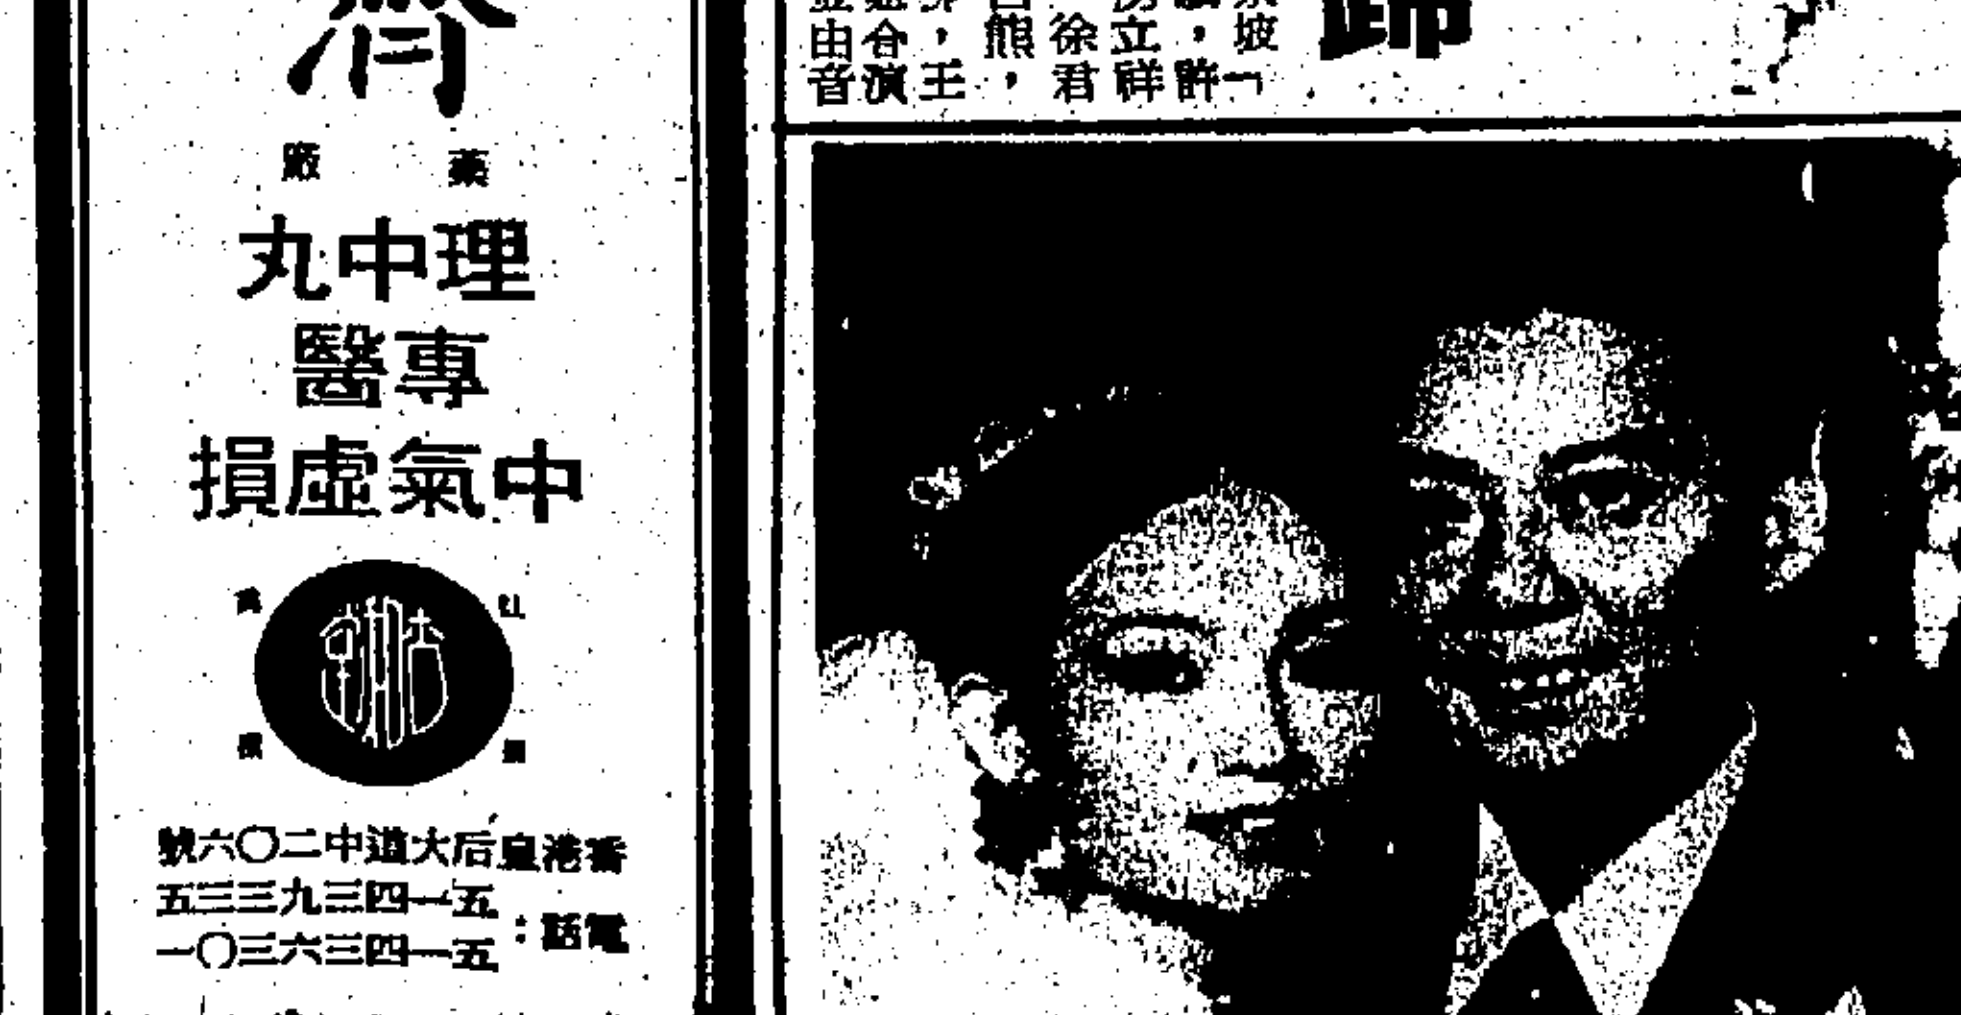 濟
藥廠
理中丸
專醫
中氣虛損
香港皇后大道中二〇六號
電話：五一四三九三三五
五一四三六三〇一
坡「
，許
立祥
徐君
熊，
，王
合演
由音